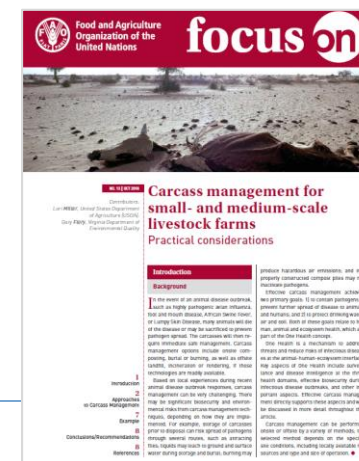 Food and Agriculture
Organization of the
United Nations
focus on
Carcass management for
small- and medium-scale
livestock farms
Practical considerations
Contributors:
Lori Miller, United States Department
of Agriculture (USDA)
Gary Flory, Virginia Department of
Environmental Quality
1
Introduction
2
Approaches
to Carcass Management
7
Example
8
Conclusions/Recommendations
8
References
Introduction
Background
In the event of an animal disease outbreak,
such as highly pathogenic avian influenza,
foot and mouth disease, African Swine Fever,
or Lumpy Skin Disease, many animals will die
of the disease or may be sacrificed to prevent
pathogen spread. The carcasses will then re-
quire immediate safe management. Carcass
management options include onsite com-
posting, burial or burning, as well as offsite
landfill, incineration or rendering, if those
technologies are readily available.
Based on local experiences during recent
animal disease outbreak responses, carcass
management can be very challenging. There
may be significant biosecurity and environ-
mental risks from carcass management tech-
niques, depending on how they are imple-
mented. For example, storage of carcasses
prior to disposal can risk spread of pathogens
through several routes, such as attracting
flies, liquids may leach to ground and surface
water during storage and burial, burning may
produce hazardous air emissions, and
properly constructed compost piles may
inactivate pathogens.
Effective carcass management achieves
two primary goals: 1) to contain pathogens
prevent further spread of disease to animals
and humans, and 2) to protect drinking water,
air and soil. Both of these goals relate to
man, animal and ecosystem health, which
part of the One Health concept.
One Health is a mechanism to address
threats and reduce risks of infectious diseases
at the animal-human-ecosystem interface.
Key aspects of One Health include
lance and disease intelligence at the
health domains, effective biosecurity during
infectious disease outbreaks, and other
portant aspects. Effective carcass
ment directly supports these aspects and
be discussed in more detail throughout
article.
Carcass management can be performed
onsite or offsite by a variety of methods,
selected method depends on the
conditions, including locally available
sources and type and size of operation.